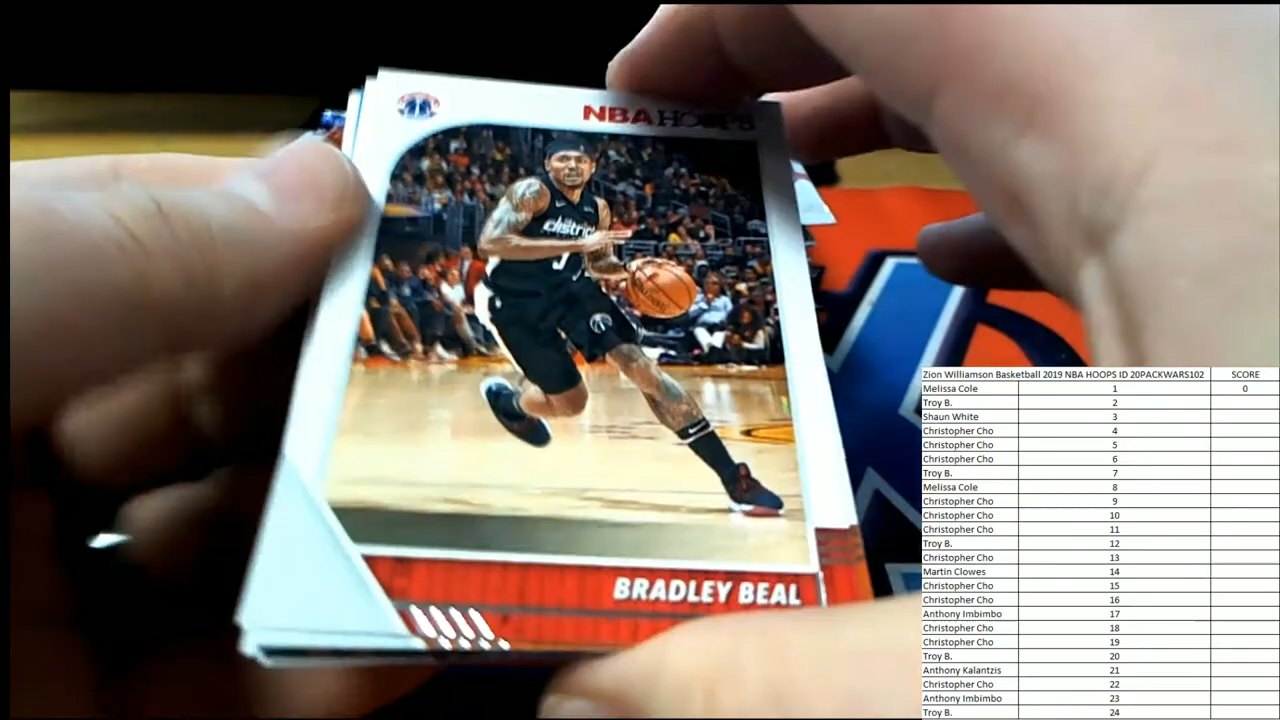 NBA HOOPS
district
BRADLEY BEAL
Zion Williamson Basketball 2019 NBA HOOPS ID 20PACKWARS102 SCORE
Melissa Cole 1 0
Troy B. 2
Shaun White 3
Christopher Cho 4
Christopher Cho 5
Christopher Cho 6
Troy B. 7
Melissa Cole 8
Christopher Cho 9
Christopher Cho 10
Christopher Cho 11
Troy B. 12
Christopher Cho 13
Martin Clowes 14
Christopher Cho 15
Christopher Cho 16
Anthony Imbimbo 17
Christopher Cho 18
Christopher Cho 19
Troy B. 20
Anthony Kalantzis 21
Christopher Cho 22
Anthony Imbimbo 23
Troy B. 24